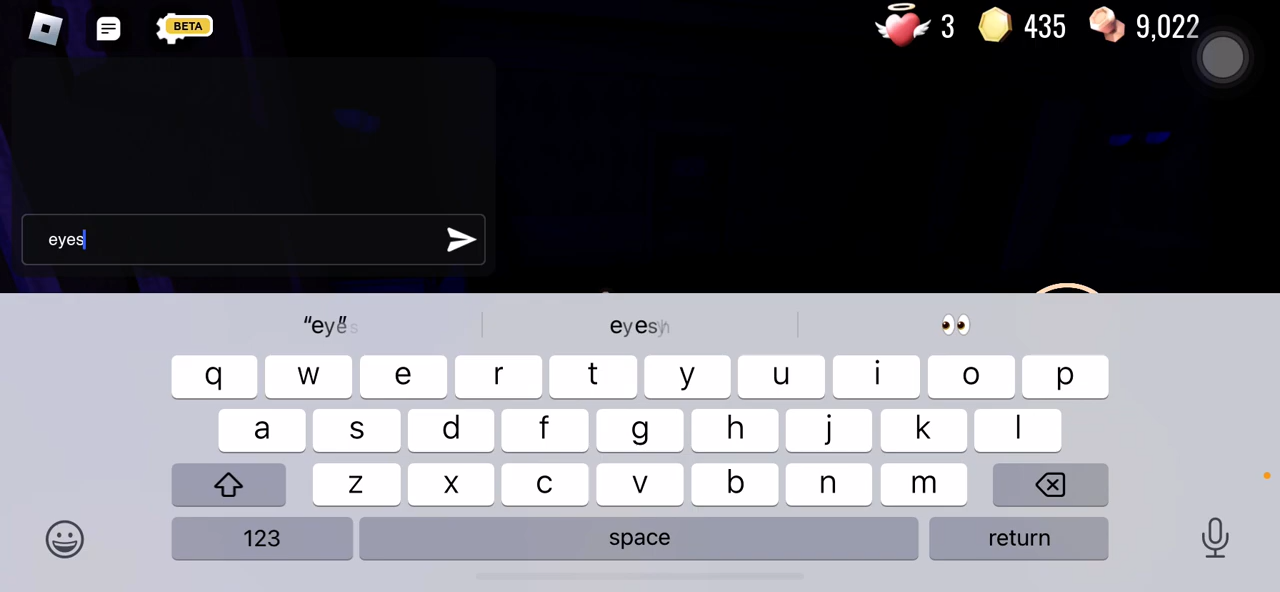 BETA
3
435
9,022
eyes
“eye”
eyes
q w e r t y u i o p
a s d f g h j k l
z x c v b n m
123
space
return